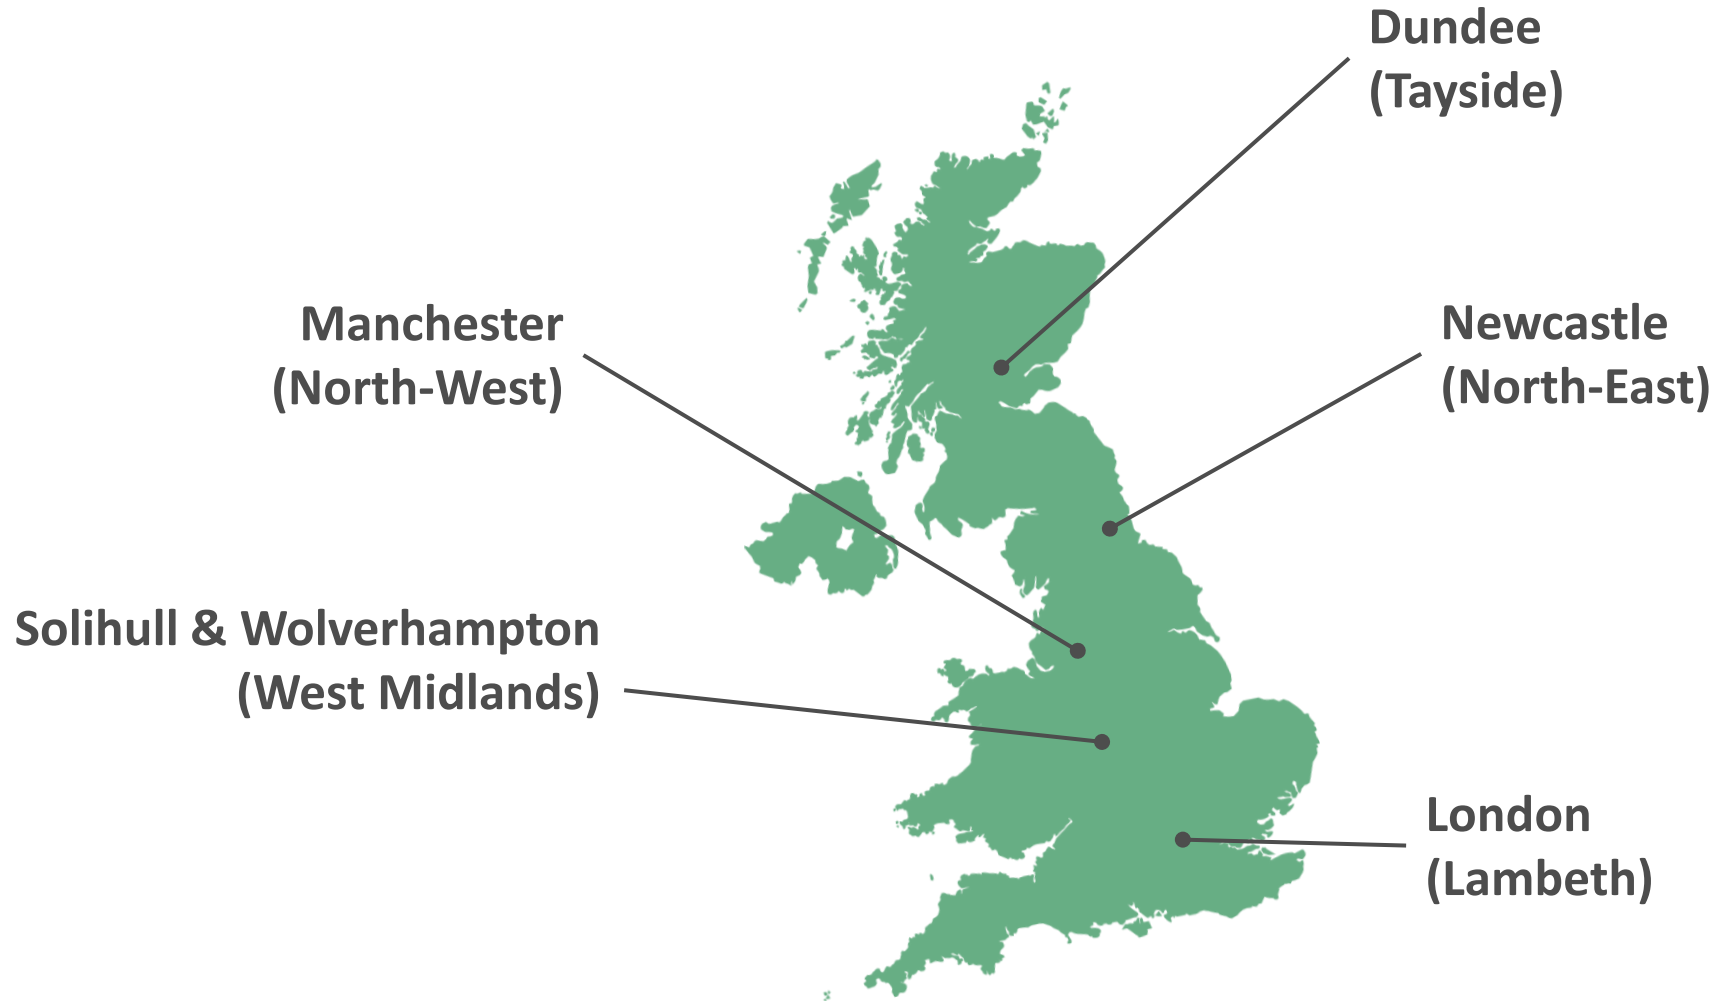 Dundee
(Tayside)
Manchester
(North-West)
Newcastle
(North-East)
Solihull & Wolverhampton
(West Midlands)
London
(Lambeth)